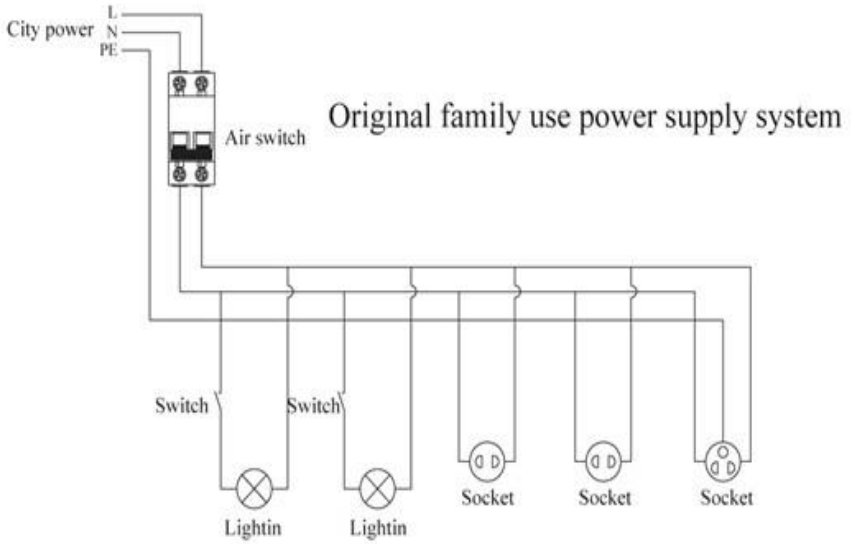 L
City power N
PE
Original family use power supply system
Air switch
Switch
Switch
Socket
Socket
Socket
Lightin
Lightin